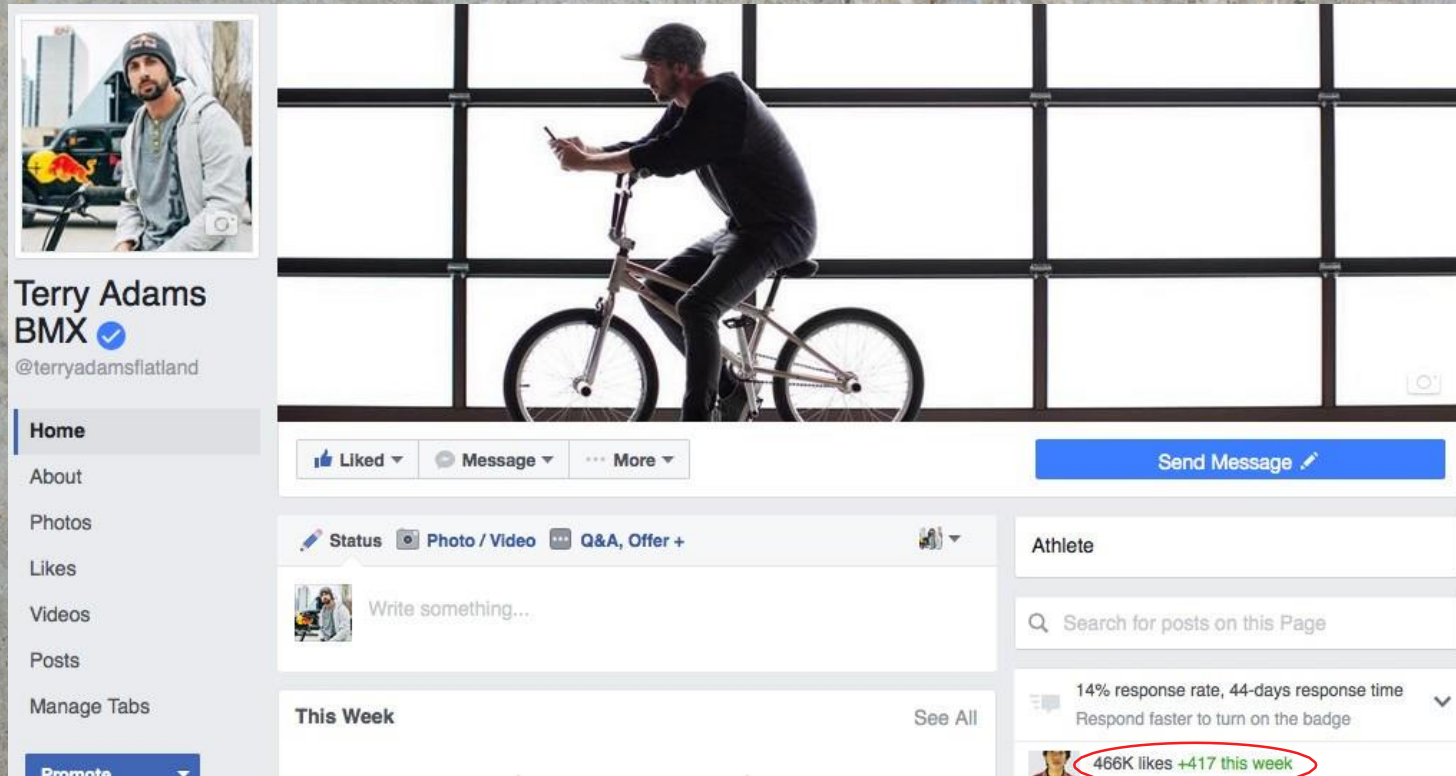 Terry Adams
BMX
@terryadamsflatland
Home
About
Photos
Likes
Videos
Posts
Manage Tabs
Promote
Liked
Message
More
Send Message
Status
Photo / Video
Q&A, Offer +
Write something...
This Week
See All
Athlete
Search for posts on this Page
14% response rate, 44-days response time
Respond faster to turn on the badge
466K likes +417 this week